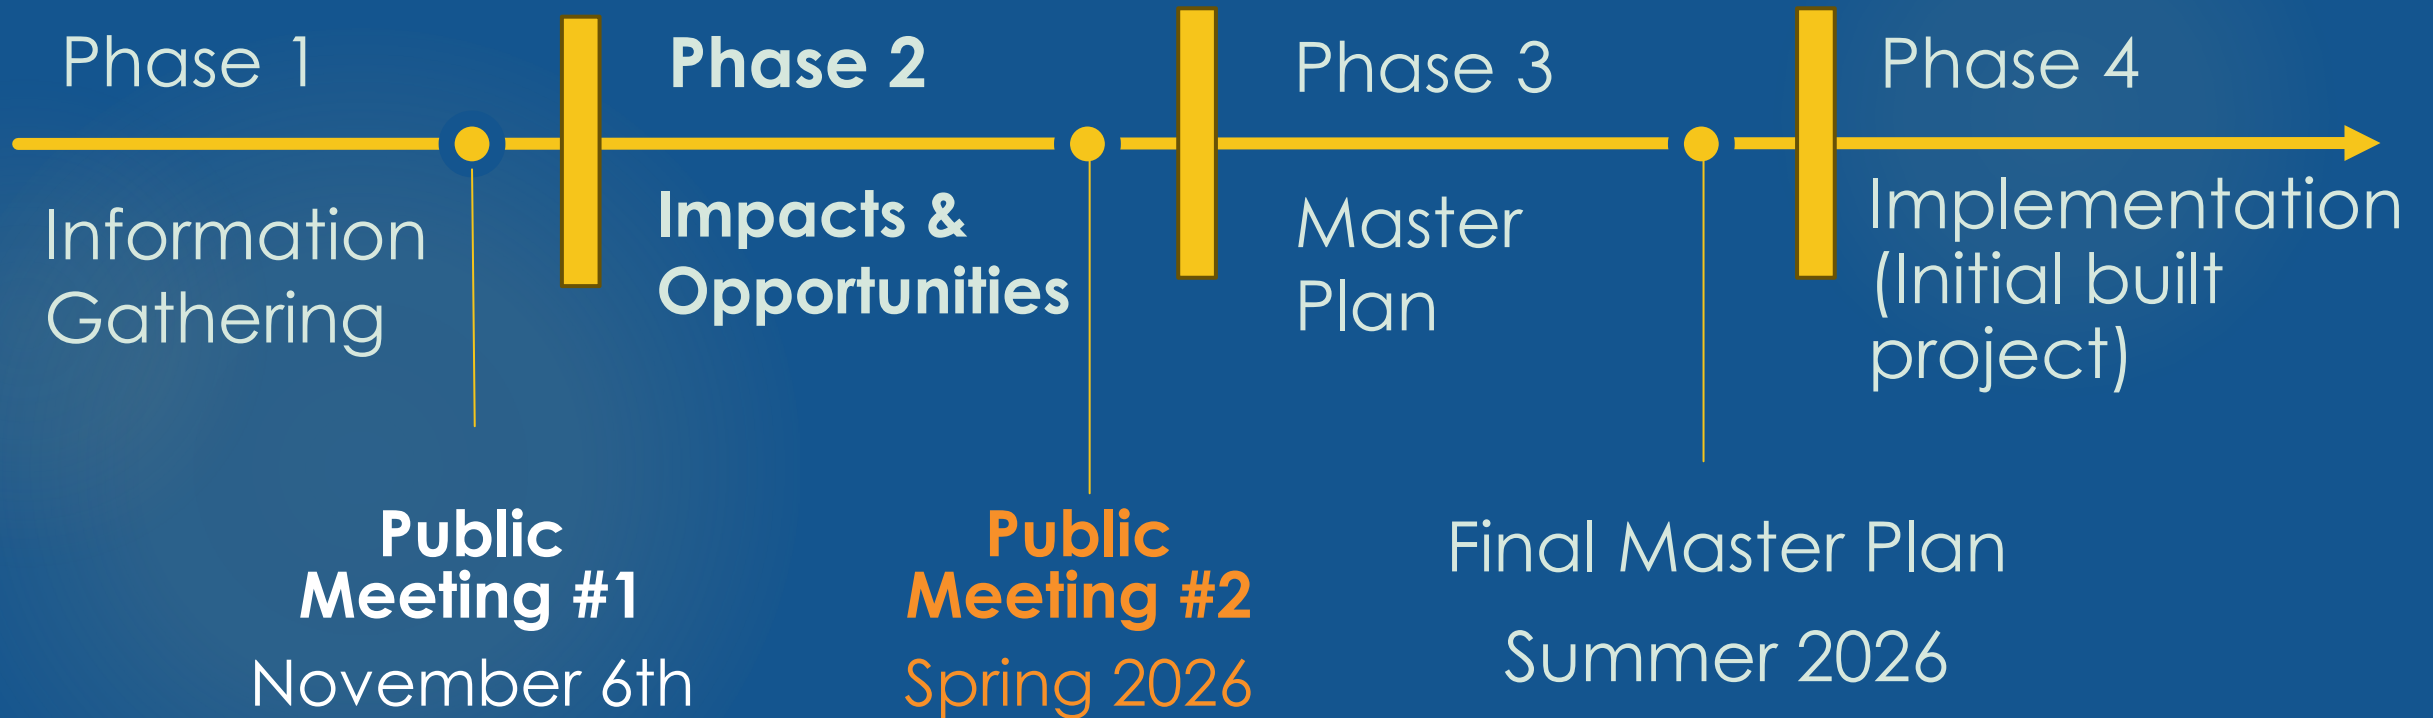 Phase 1
Information
Gathering
Public
Meeting #1
November 6th
Phase 2
Impacts &
Opportunities
Public
Meeting #2
Spring 2026
Phase 3
Master
Plan
Final Master Plan
Summer 2026
Phase 4
Implementation
(Initial built
project)